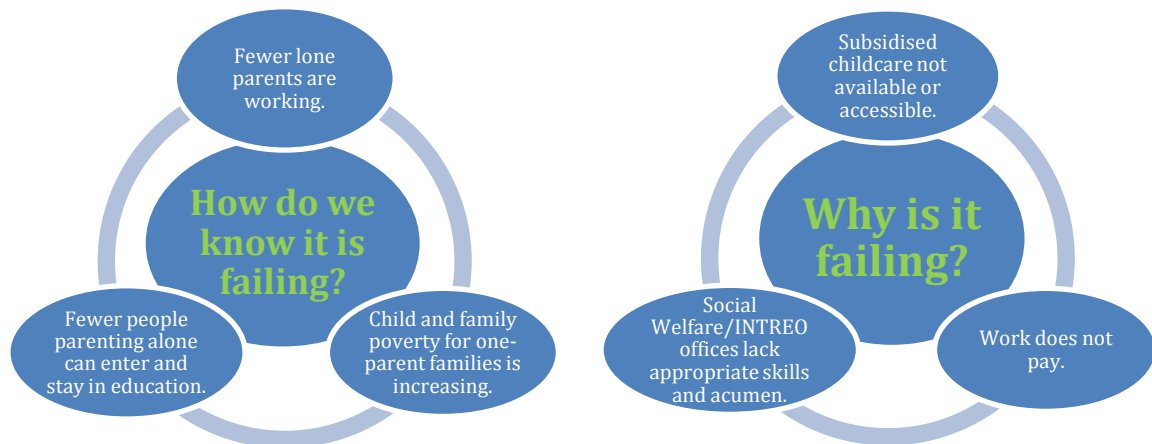 Fewer lone
parents are
working.
How do we
know it is
failing?
Fewer people
parenting alone
can enter and
stay in education.
Child and family
poverty for one-
parent families is
increasing.
Subsidised
childcare not
available or
accessible.
Why is it
failing?
Social
Welfare/INTREO
offices lack
appropriate skills
and acumen.
Work does not
pay.